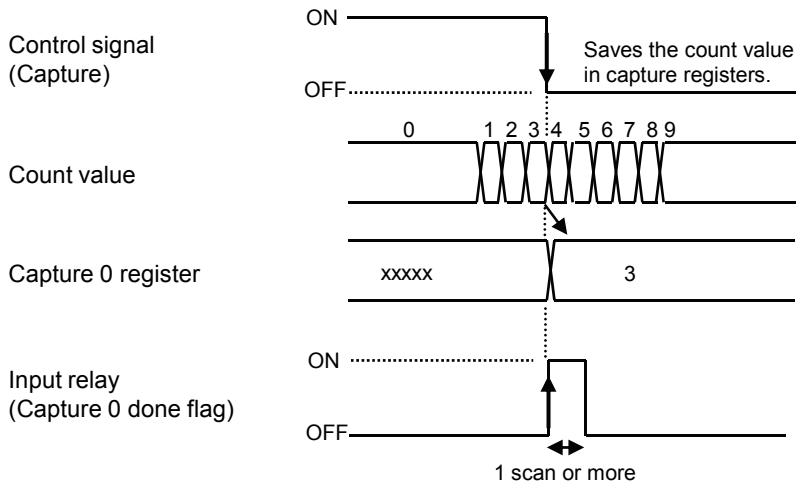 ON
Control signal
(Capture)
Saves the count value
in capture registers.
OFF
0 1 2 3 4 5 6 7 8 9
Count value
Capture 0 register
xxxxx
3
ON
Input relay
(Capture 0 done flag)
OFF
1 scan or more